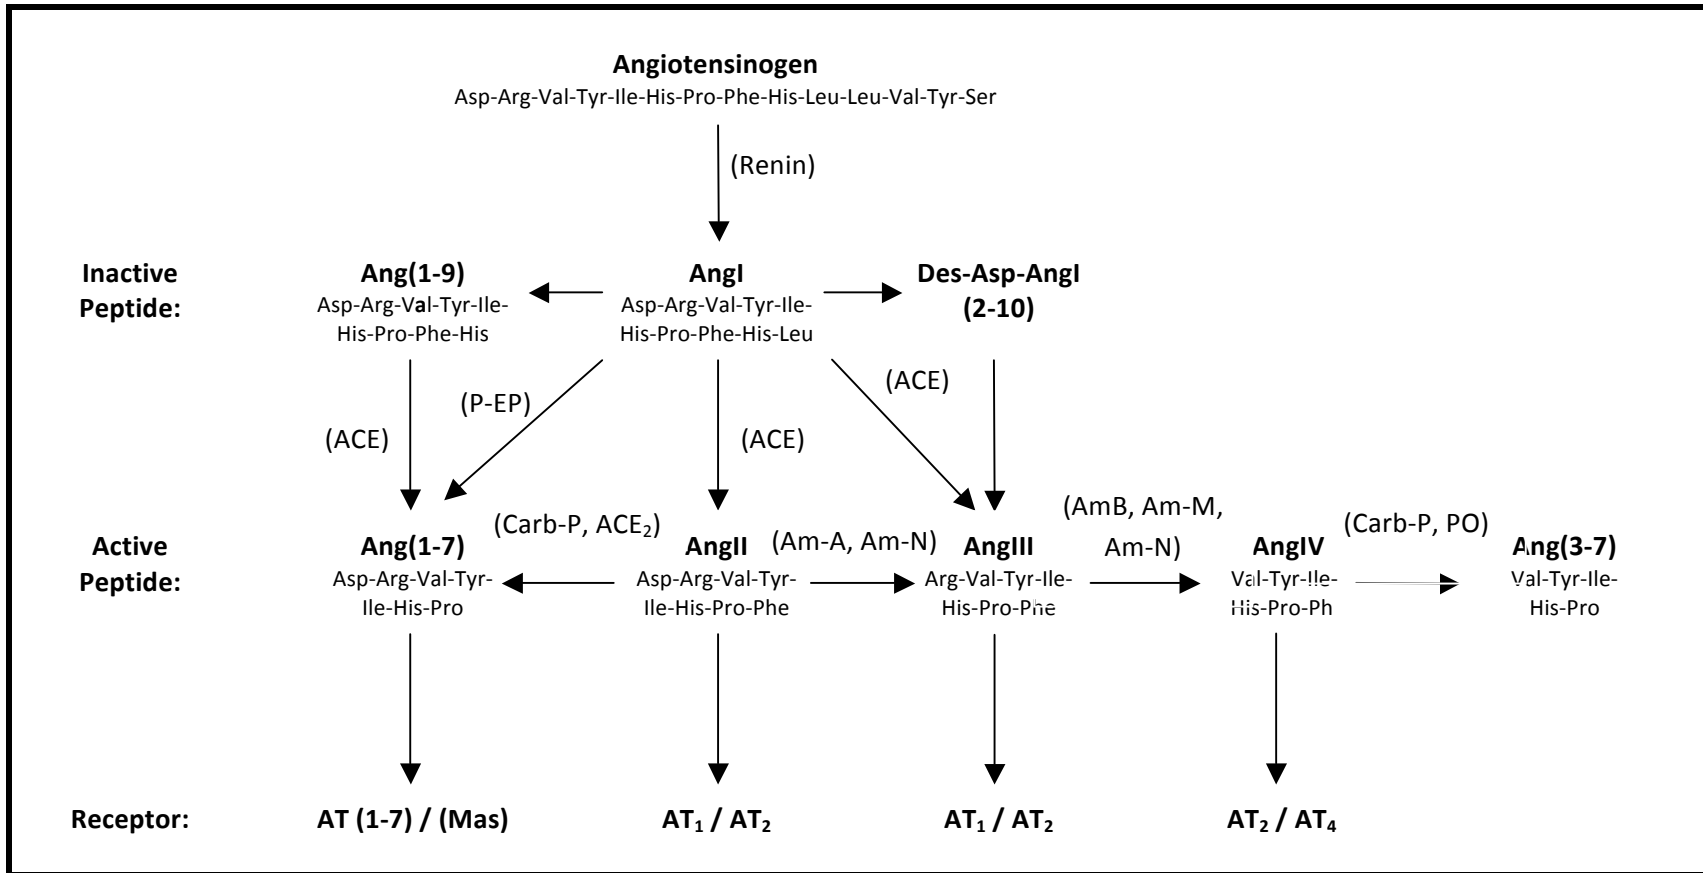 Angiotensinogen
Asp-Arg-Val-Tyr-Ile-His-Pro-Phe-His-Leu-Leu-Val-Tyr-Ser
(Renin)
Inactive
Peptide:
Ang(1-9)
Asp-Arg-Val-Tyr-Ile-
His-Pro-Phe-His
AngI
Asp-Arg-Val-Tyr-Ile-
His-Pro-Phe-His-Leu
Des-Asp-AngI
(2-10)
(ACE)
(P-EP)
(ACE)
(ACE)
(Carb-P, ACE₂)
(Am-A, Am-N)
(AmB, Am-M,
Am-N)
(Carb-P, PO)
Active
Peptide:
Ang(1-7)
Asp-Arg-Val-Tyr-
Ile-His-Pro
AngII
Asp-Arg-Val-Tyr-
Ile-His-Pro-Phe
AngIII
Arg-Val-Tyr-Ile-
His-Pro-Phe
AngIV
Val-Tyr-Ile-
His-Pro-Ph
Ang(3-7)
Val-Tyr-Ile-
His-Pro
Receptor:
AT (1-7) / (Mas)
AT₁ / AT₂
AT₁ / AT₂
AT₂ / AT₄